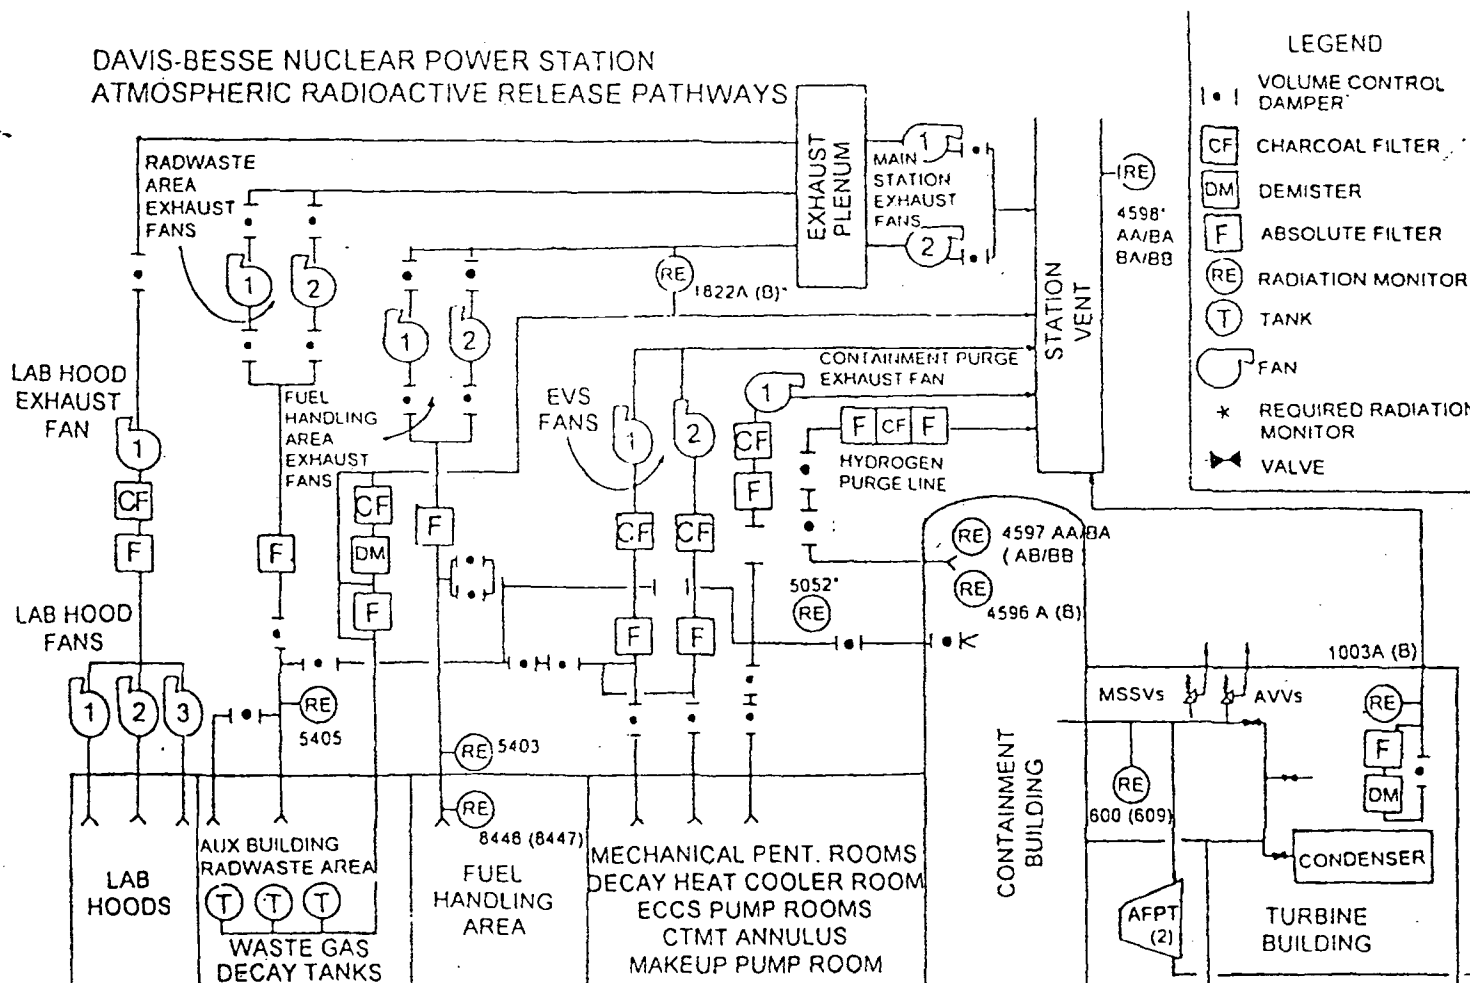 DAVIS-BESSE NUCLEAR POWER STATION
ATMOSPHERIC RADIOACTIVE RELEASE PATHWAYS
LEGEND
VOLUME CONTROL
DAMPER
CF CHARCOAL FILTER
DM DEMISTER
F ABSOLUTE FILTER
RE RADIATION MONITOR
T TANK
FAN
* REQUIRED RADIATION
MONITOR
VALVE
RADWASTE
AREA
EXHAUST
FANS
1
2
EXHAUST
PLENUM
1
MAIN
STATION
EXHAUST
FANS
2
STATION
VENT
RE
4598*
AA/BA
BA/BB
RE
1822A (B)*
1
2
FUEL
HANDLING
AREA
EXHAUST
FANS
LAB HOOD
EXHAUST
FAN
1
CF
F
LAB HOOD
FANS
1
2
3
F
CF
DM
F
F
EVS
FANS
1
2
CF
CF
F
F
CONTAINMENT PURGE
EXHAUST FAN
1
CF
F
F CF F
HYDROGEN
PURGE LINE
RE
4597 AA/BA
( AB/BB
RE
4596 A (B)
5052*
RE
RE
5405
RE 5403
RE
8446 (8447)
LAB
HOODS
AUX BUILDING
RADWASTE AREA
T T T
WASTE GAS
DECAY TANKS
FUEL
HANDLING
AREA
MECHANICAL PENT. ROOMS
DECAY HEAT COOLER ROOM
ECCS PUMP ROOMS
CTMT ANNULUS
MAKEUP PUMP ROOM
CONTAINMENT
BUILDING
MSSVs
AVVs
1003A (B)
RE
F
DM
RE
600 (609)
CONDENSER
AFPT
(2)
TURBINE
BUILDING